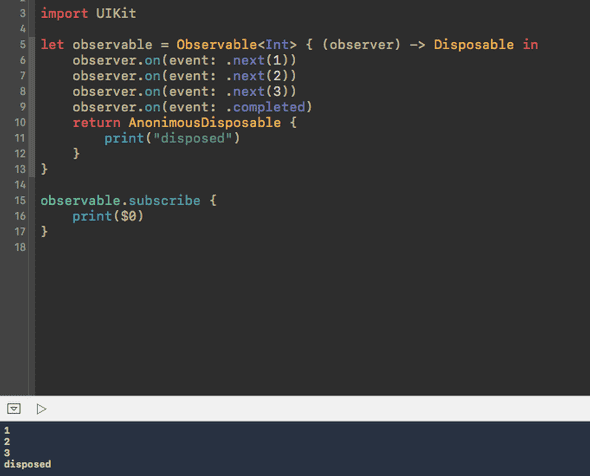 3 import UIKit
4
5 let observable = Observable<Int> { (observer) -> Disposable in
6     observer.on(event: .next(1))
7     observer.on(event: .next(2))
8     observer.on(event: .next(3))
9     observer.on(event: .completed)
10     return AnonimousDisposable {
11         print("disposed")
12     }
13 }
14
15 observable.subscribe {
16     print($0)
17 }
18
1
2
3
disposed